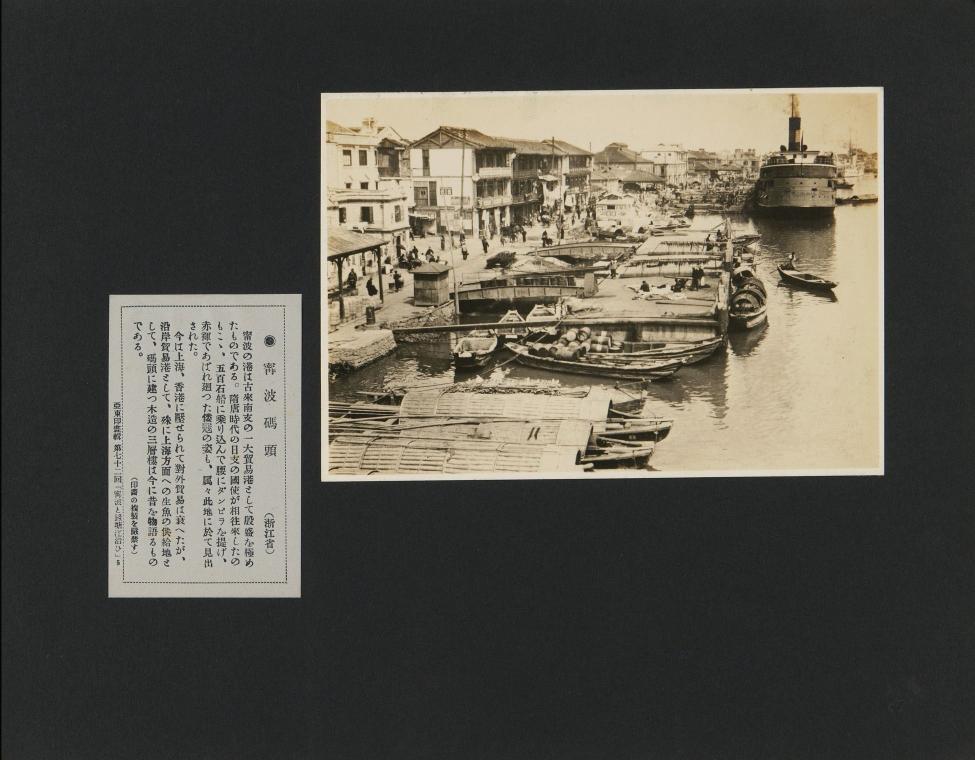 ◉ 寗波碼頭 (浙江省)
寗波の港は古來南支の一大貿易港として殷盛を極め
たものである。隋唐時代の日支の國使が相往來したの
もこゝ、五百石船に乘り込んで腰にダンビラを提げ、
赤褌であばれ廻つた倭寇の姿も、屬々此地に於て見出
された。
今は上海、香港に壓せられて對外貿易は衰へたが、
沿岸貿易港として、殊に上海方面への生魚の供給地と
して、碼頭に建つ木造の三層樓は今に昔を物語るもの
である。
(印畫の複製を嚴禁す)
亞東印畫輯 第七十二回『寗波と錢塘江沿ひ』5